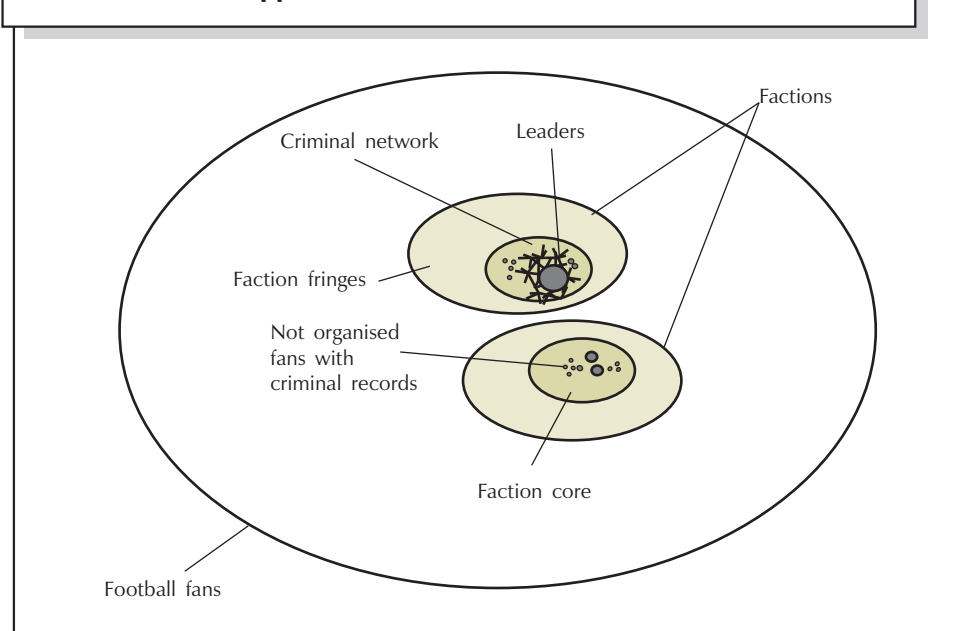 Factions
Leaders
Criminal network
Faction fringes
Not organised
fans with
criminal records
Faction core
Football fans